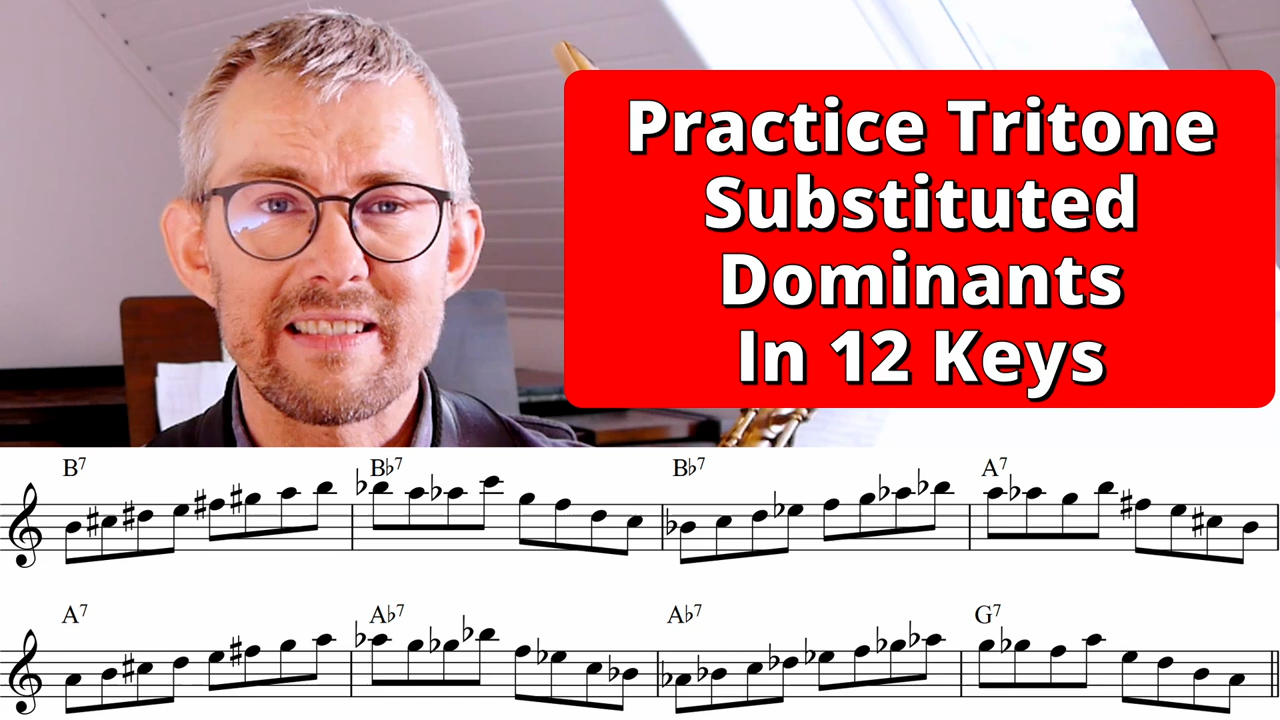 Practice Tritone
Substituted
Dominants
In 12 Keys
B7 B♭7 B♭7 A7
A7 A♭7 A♭7 G7